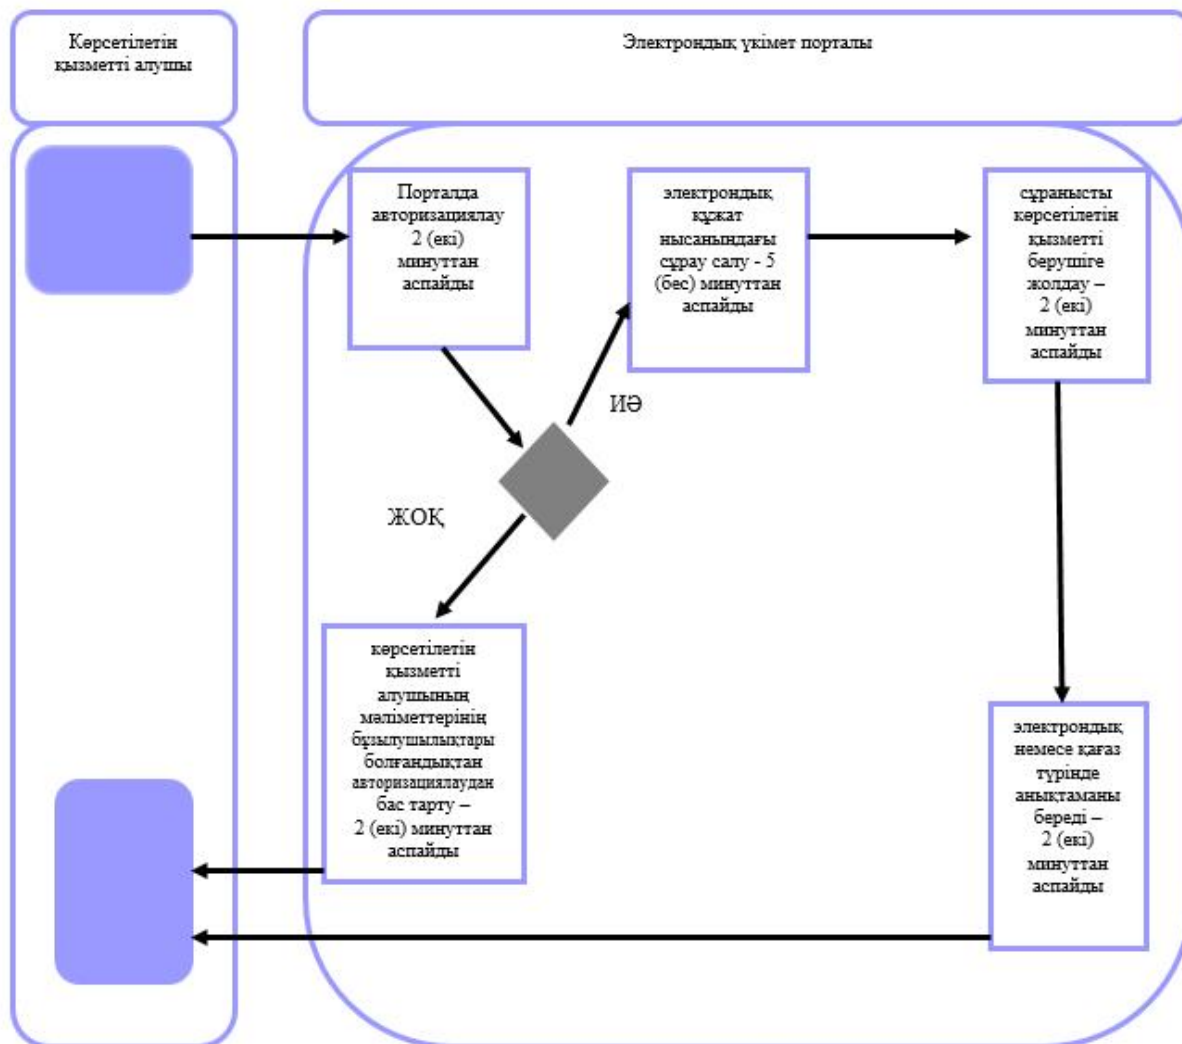 Көрсетілетін
қызметті алушы
Электрондық үкімет порталы
Порталда
авторизациялау
2 (екі)
минуттан
аспайды
электрондық
құжат
нысанындағы
сұрау салу - 5
(бес) минуттан
аспайды
сұранысты
көрсетілетін
қызметті
берушіге
жолдау –
2 (екі)
минуттан
аспайды
ИӘ
ЖОҚ
көрсетілетін
қызметті
алушының
мәліметтерінің
бұзылушылықтары
болғандықтан
авторизациялаудан
бас тарту –
2 (екі) минуттан
аспайды
электрондық
немесе қағаз
түрінде
анықтаманы
береді –
2 (екі)
минуттан
аспайды